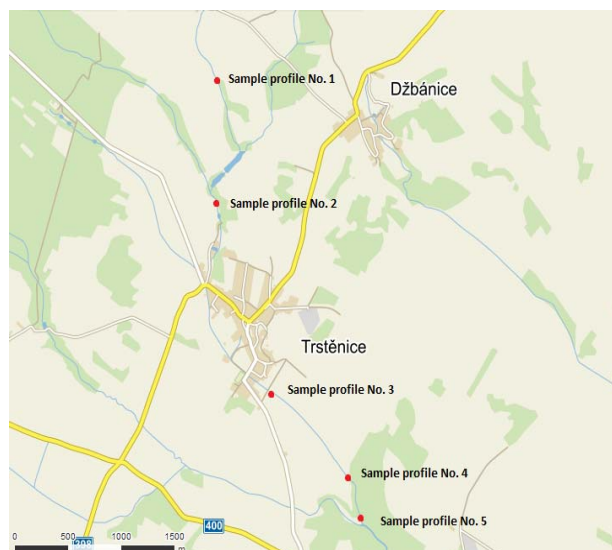 Sample profile No. 1
Džbánice
Sample profile No. 2
Trstěnice
Sample profile No. 3
Sample profile No. 4
Sample profile No. 5
400
398
0 500 1000 1500
m